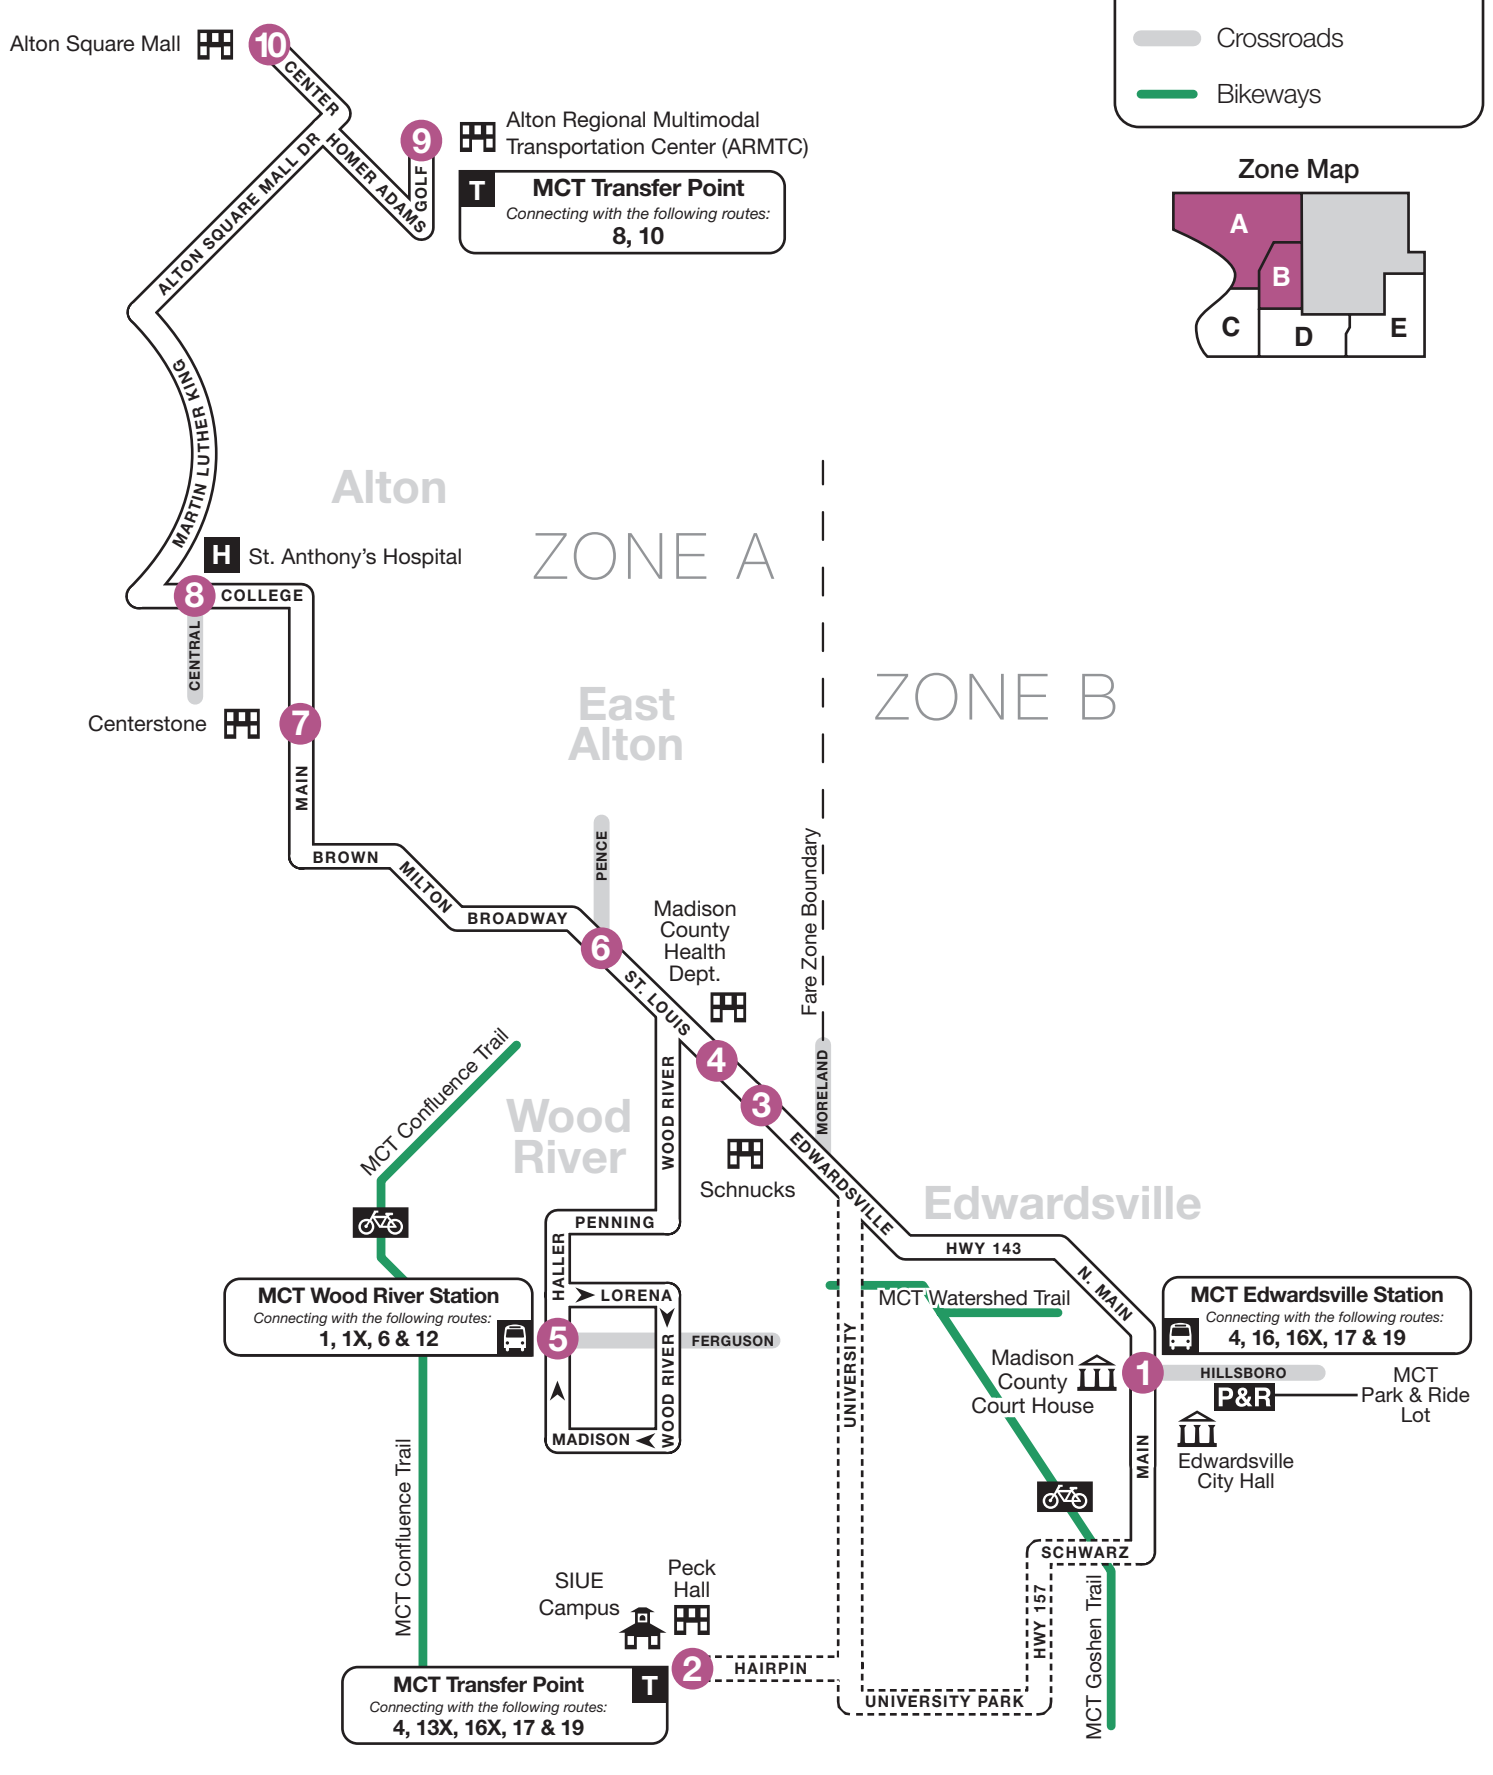 Crossroads
Bikeways
Zone Map
A
B
C
D
E
Alton Square Mall
10
CENTER
9
Alton Regional Multimodal
Transportation Center (ARMTC)
T
MCT Transfer Point
Connecting with the following routes:
8, 10
GOLF
HOMER ADAMS
ALTON SQUARE MALL DR
MARTIN LUTHER KING
Alton
ZONE A
H
St. Anthony's Hospital
8
COLLEGE
CENTRAL
Centerstone
7
MAIN
East
Alton
ZONE B
BROWN
MILTON
BROADWAY
PENCE
6
ST. LOUIS
Madison
County
Health
Dept.
Fare Zone Boundary
4
3
MORELAND
Schnucks
EDWARDSVILLE
WOOD RIVER
Wood
River
MCT Confluence Trail
PENNING
HALLER
LORENA
WOOD RIVER
MADISON
FERGUSON
5
MCT Wood River Station
Connecting with the following routes:
1, 1X, 6 & 12
MCT Confluence Trail
Edwardsville
HWY 143
N. MAIN
MCT Watershed Trail
UNIVERSITY
MCT Edwardsville Station
Connecting with the following routes:
4, 16, 16X, 17 & 19
Madison
County
Court House
1
HILLSBORO
P&R
MCT
Park & Ride
Lot
Edwardsville
City Hall
MAIN
SCHWARZ
HWY 157
MCT Goshen Trail
UNIVERSITY PARK
HAIRPIN
SIUE
Campus
Peck
Hall
2
T
MCT Transfer Point
Connecting with the following routes:
4, 13X, 16X, 17 & 19